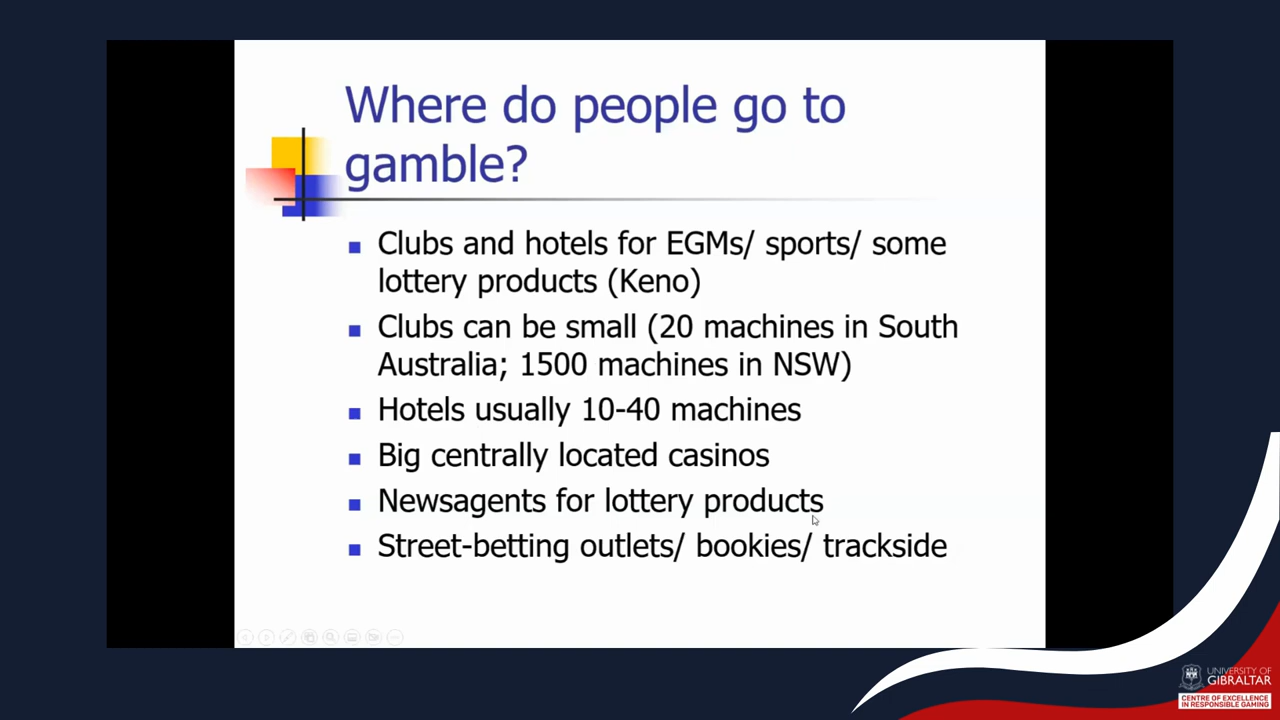 Where do people go to
gamble?
Clubs and hotels for EGMs/ sports/ some
lottery products (Keno)
Clubs can be small (20 machines in South
Australia; 1500 machines in NSW)
Hotels usually 10-40 machines
Big centrally located casinos
Newsagents for lottery products
Street-betting outlets/ bookies/ trackside
UNIVERSITY OF
GIBRALTAR
CENTRE OF EXCELLENCE
IN RESPONSIBLE GAMING